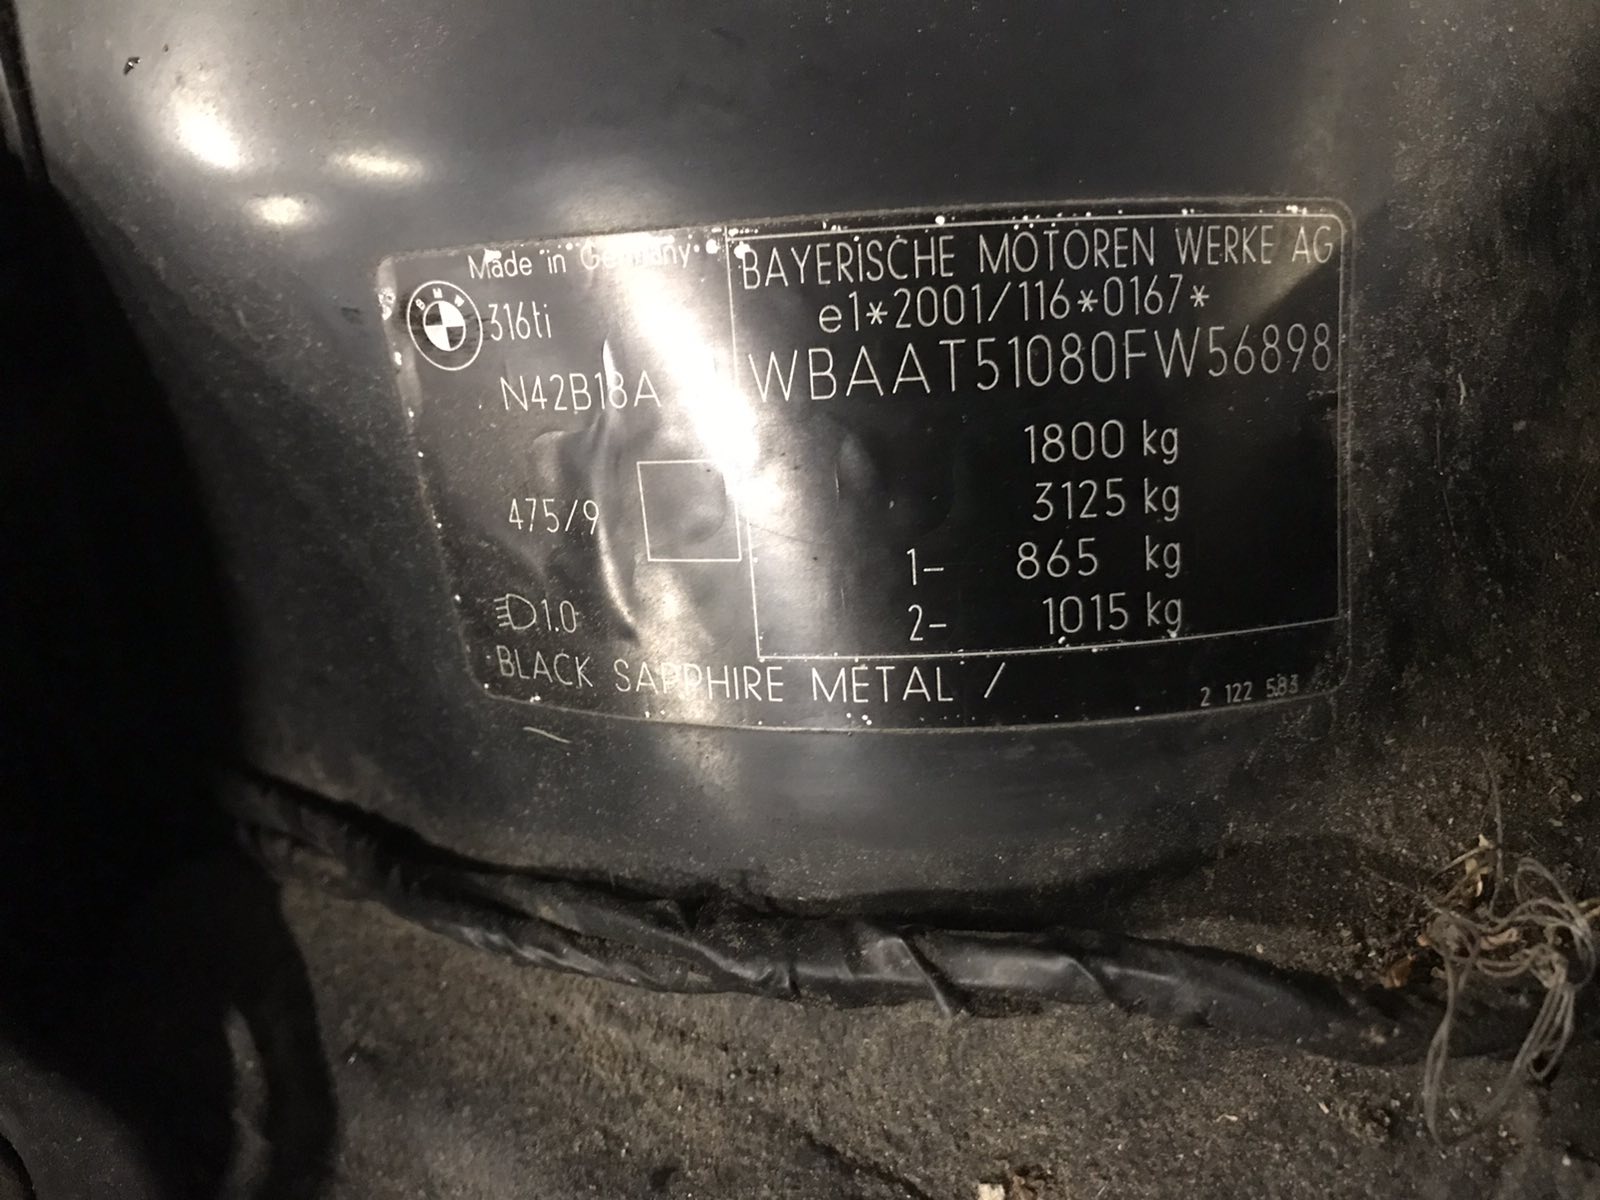 Made in Germany
BMW
316ti
N42B18A
475/9
1.0
BLACK SAPPHIRE METAL /
BAYERISCHE MOTOREN WERKE AG
e1*2001/116*0167*
WBAAT51080FW56898
1800 kg
3125 kg
1- 865 kg
2- 1015 kg
2 122 583